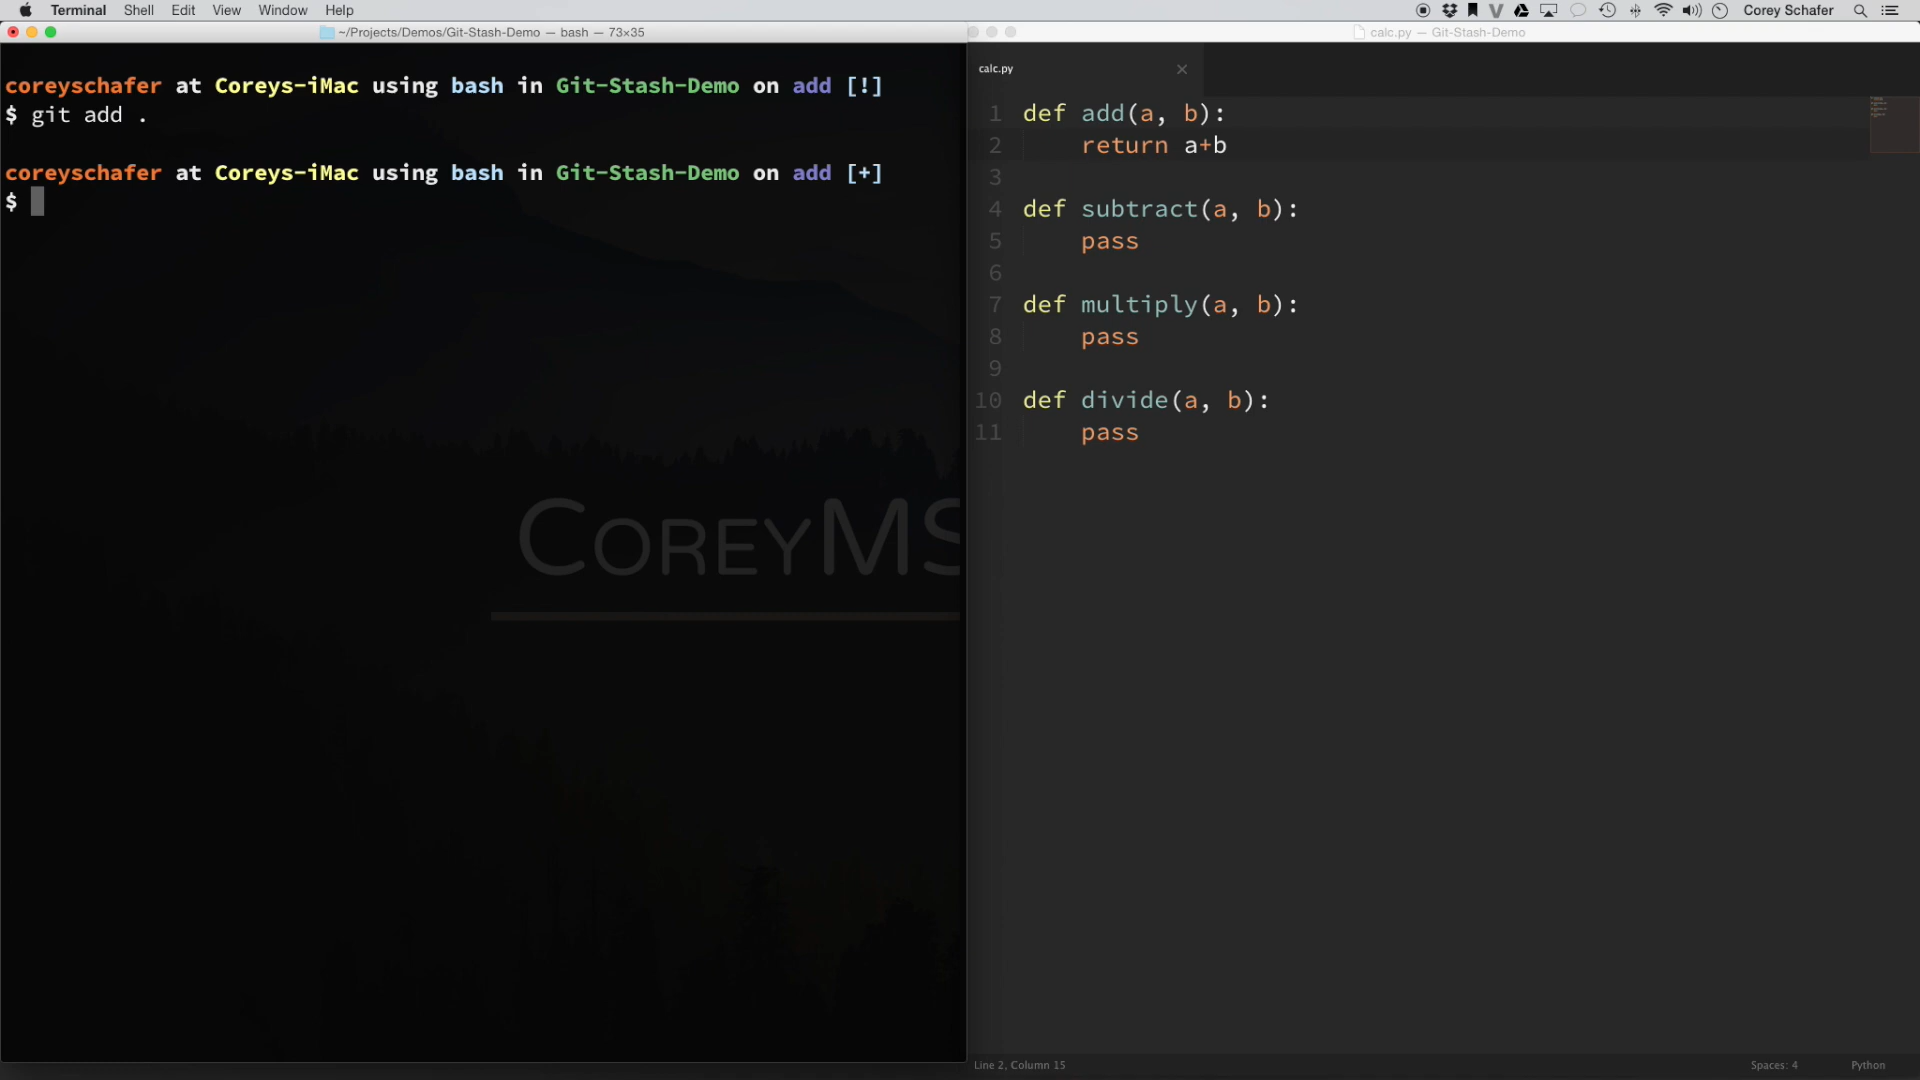 Terminal Shell Edit View Window Help
Corey Schafer
~/Projects/Demos/Git-Stash-Demo — bash — 73×35
coreyschafer at Coreys-iMac using bash in Git-Stash-Demo on add [!]
$ git add .
coreyschafer at Coreys-iMac using bash in Git-Stash-Demo on add [+]
$
COREYMS
calc.py — Git-Stash-Demo
calc.py
1 def add(a, b):
2 return a+b
3
4 def subtract(a, b):
5 pass
6
7 def multiply(a, b):
8 pass
9
10 def divide(a, b):
11 pass
Line 2, Column 15
Spaces: 4
Python